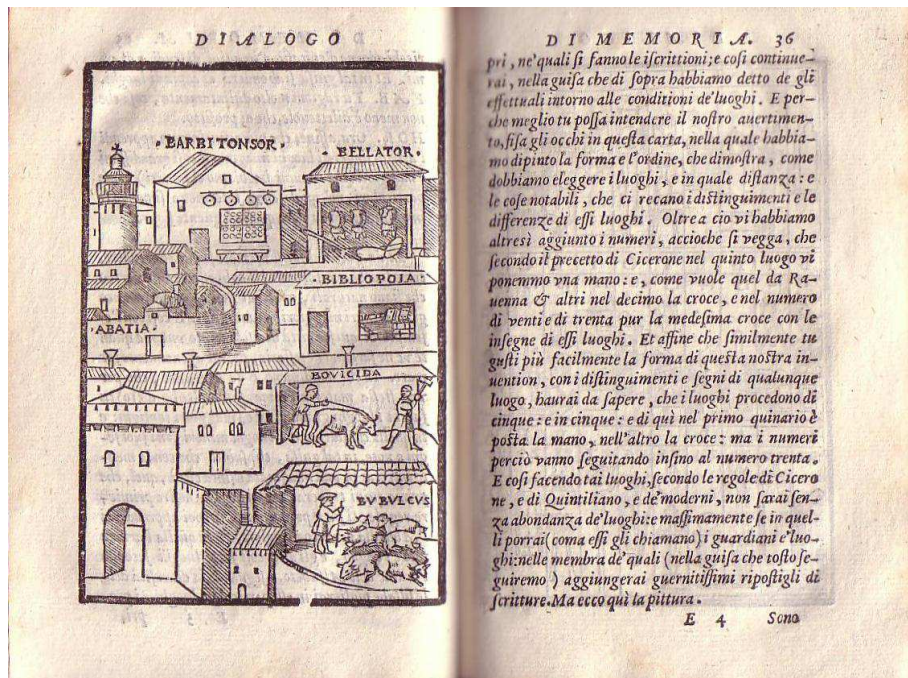 DIALOGO
BARBITONSOR.
BELLATOR.
BIBLIOPOLA.
ABATIA.
BOVICIDA
BVBVLCVS
DI MEMORIA. 36
pri, ne'quali si fanno le iscrittioni; e cosi continue-
rai, nella guisa che di sopra habbiamo detto de gli
effettuali intorno alle conditioni de'luoghi. E per-
che meglio tu possa intendere il nostro auertimen-
to, fisa gli occhi in questa carta, nella quale habbia-
mo dipinto la forma e l'ordine, che dimostra, come
dobbiamo eleggere i luoghi, e in quale distanza: e
le cose notabili, che ci recano i distinguimenti e le
differenze di essi luoghi. Oltre a cio vi habbiamo
altresì aggiunto i numeri, accioche si vegga, che
secondo il precetto di Cicerone nel quinto luogo vi
ponemmo vna mano: e, come vuole quel da Ra-
uenna & altri nel decimo la croce, e nel numero
di venti e di trenta pur la medesima croce con le
insegne di essi luoghi. Et affine che similmente tu
gusti più facilmente la forma di questa nostra in-
uention, con i distinguimenti e segni di qualunque
luogo, haurai da sapere, che i luoghi procedono di
cinque: e in cinque: e di qui nel primo quinario è
posta la mano, nell'altro la croce: ma i numeri
perciò vanno seguitando insino al numero trenta.
E cosi facendo tai luoghi, secondo le regole di Cicero
ne, e di Quintiliano, e de'moderni, non sarai sen-
za abondanza de'luoghi: e massimamente se in quel-
li porrai (coma essi gli chiamano) i guardiani e'luo-
ghi: nelle membra de'quali (nella guisa che tosto se-
guiremo) aggiungerai guernitissimi ripostigli di
scritture. Ma ecco quì la pittura.
E 4 Sono